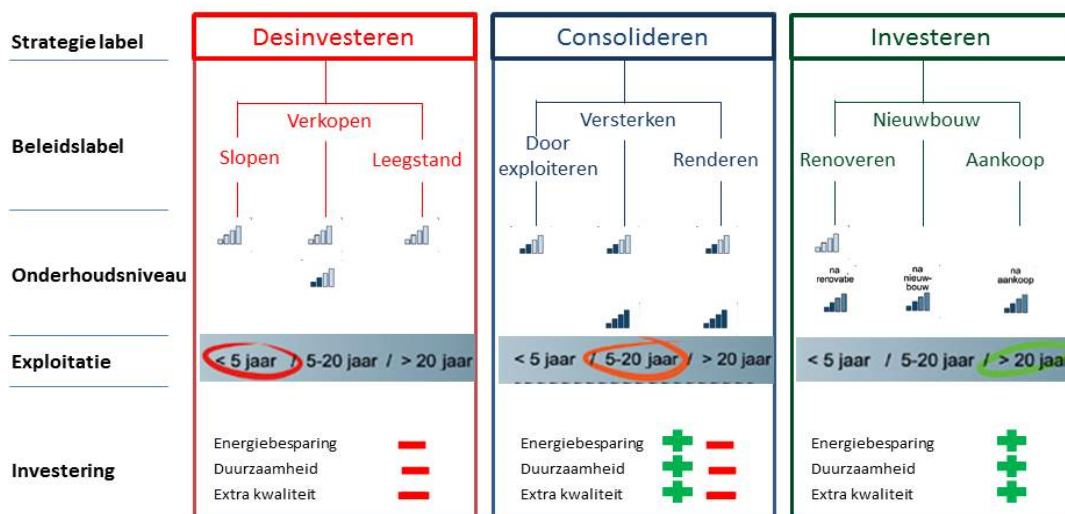 Strategie label
Desinvesteren
Consolideren
Investeren
Beleidslabel
Verkopen
Slopen
Leegstand
Versterken
Door
exploiteren
Renderen
Nieuwbouw
Renoveren
Aankoop
Onderhoudsniveau
na
renovatie
na
nieuw-
bouw
na
aankoop
Exploitatie
< 5 jaar / 5-20 jaar / > 20 jaar
< 5 jaar / 5-20 jaar / > 20 jaar
< 5 jaar / 5-20 jaar / > 20 jaar
Investering
Energiebesparing
Duurzaamheid
Extra kwaliteit
Energiebesparing
Duurzaamheid
Extra kwaliteit
Energiebesparing
Duurzaamheid
Extra kwaliteit